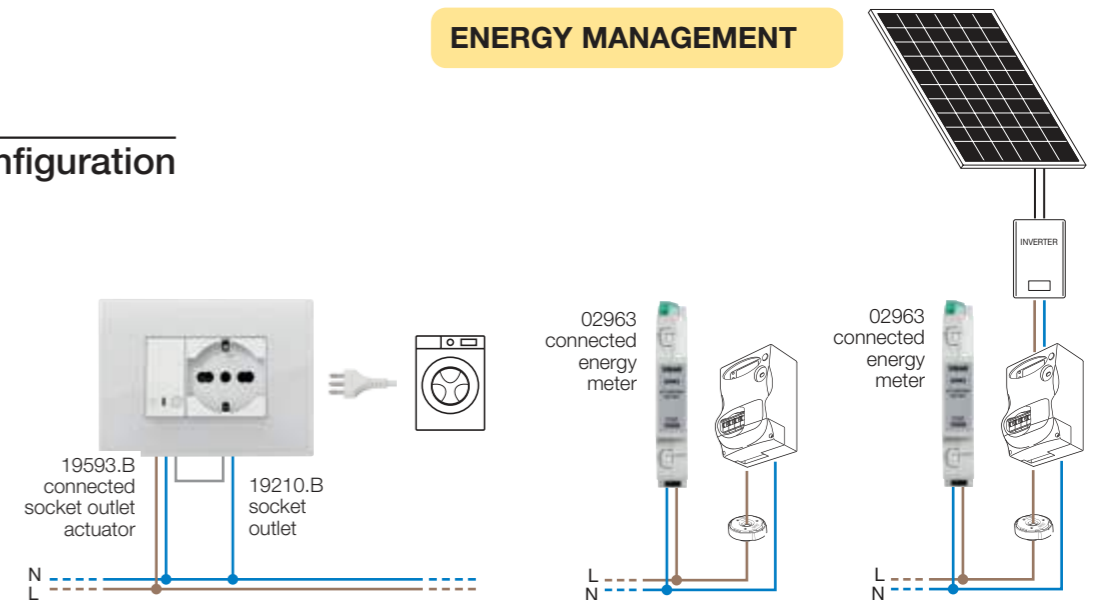 ENERGY MANAGEMENT
nfiguration
INVERTER
02963
connected
energy
meter
02963
connected
energy
meter
19593.B
connected
socket outlet
actuator
19210.B
socket
outlet
N
L
L
N
L
N